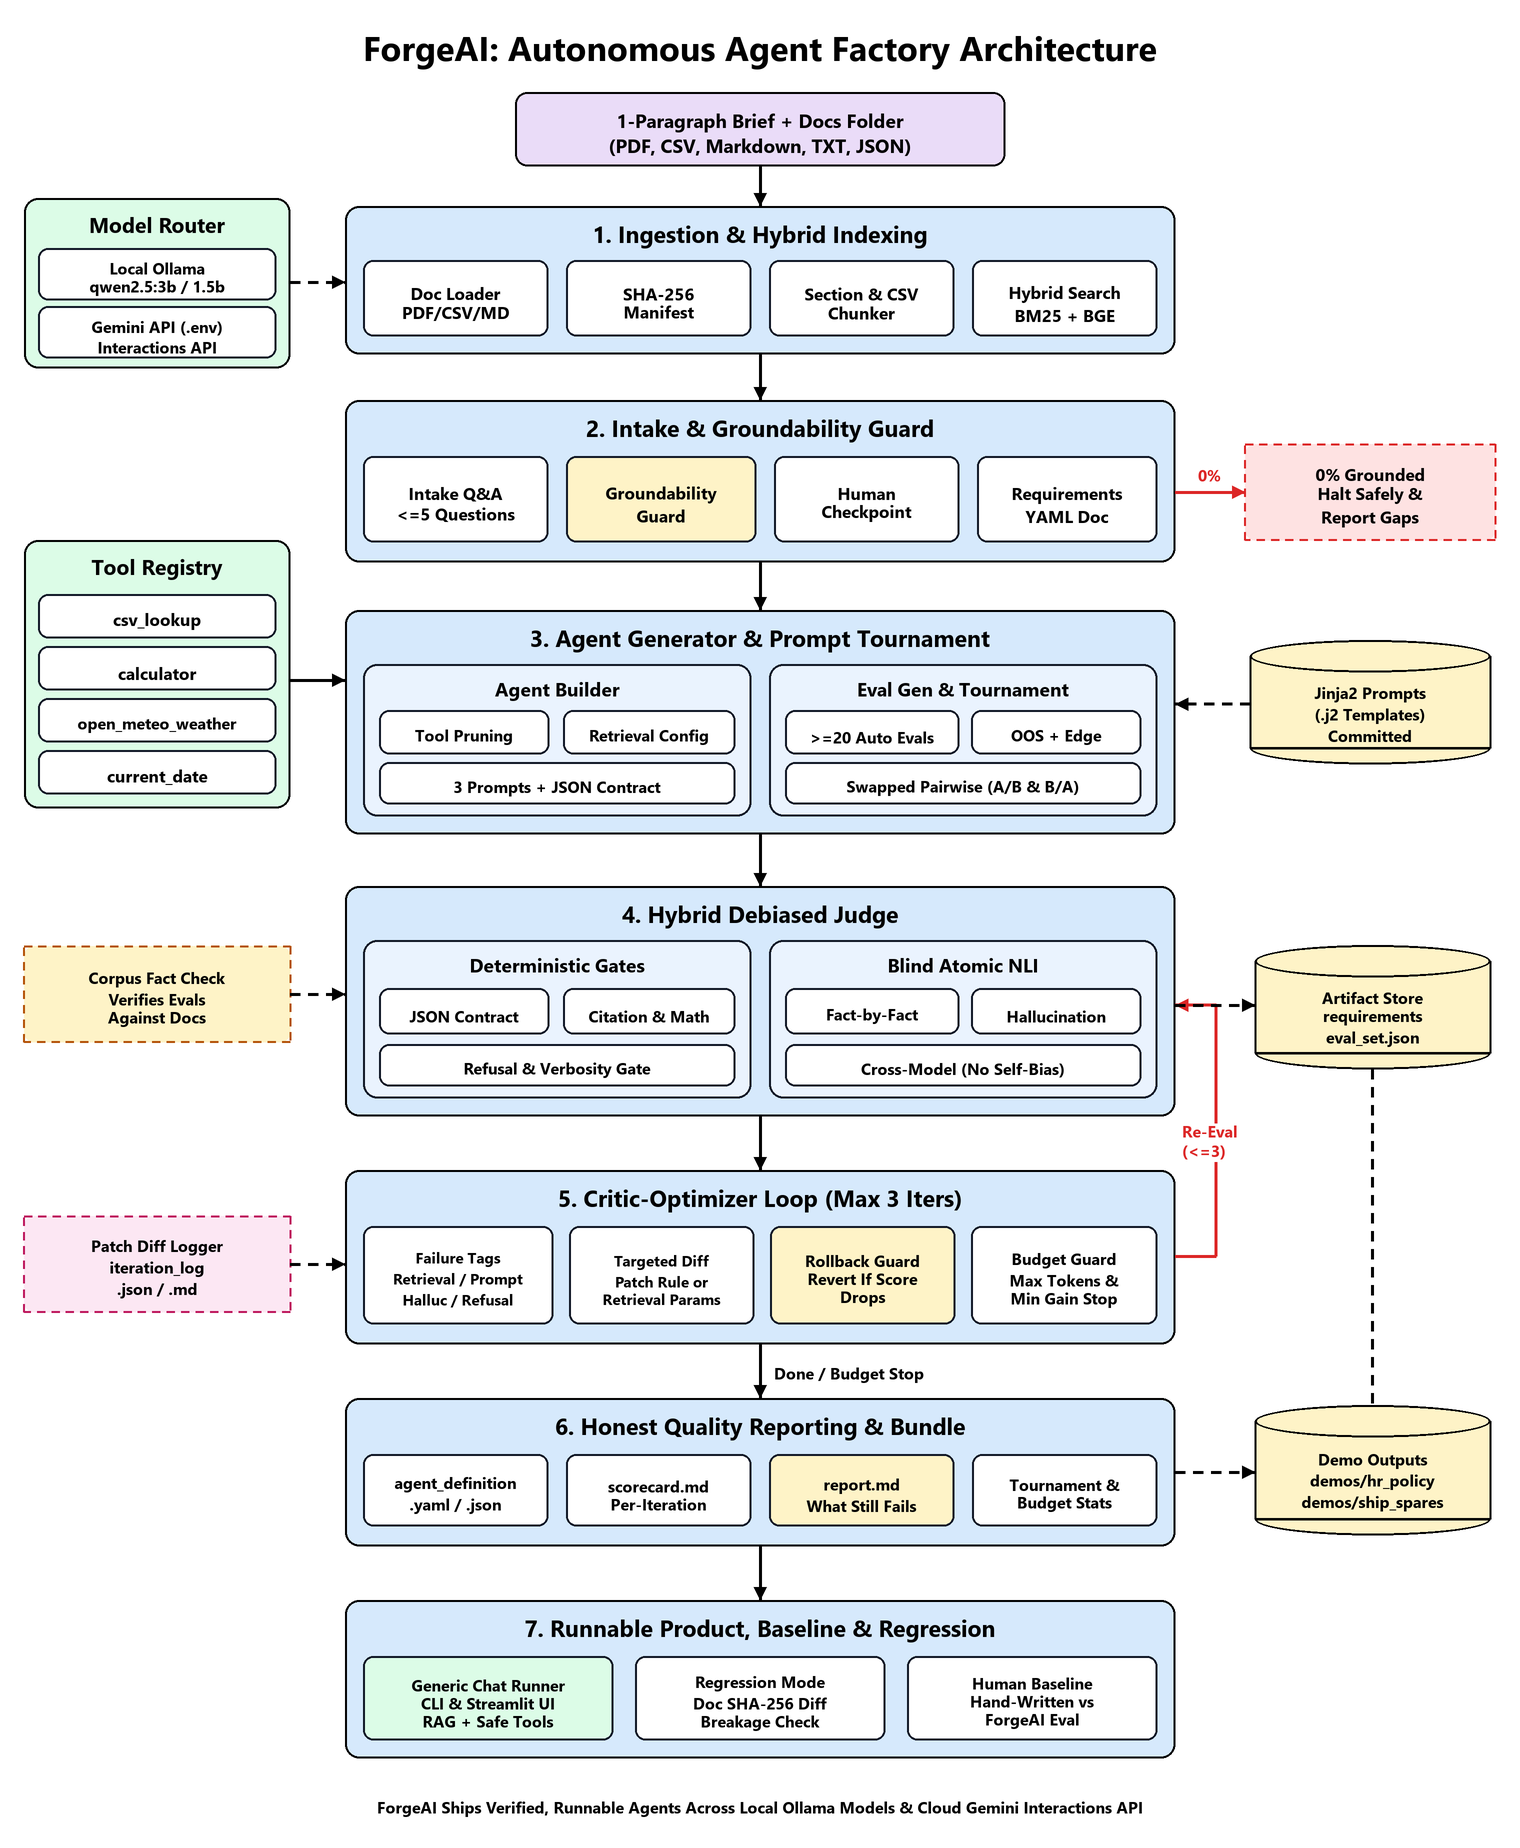 ForgeAI: Autonomous Agent Factory Architecture
1-Paragraph Brief + Docs Folder
(PDF, CSV, Markdown, TXT, JSON)
Model Router
Local Ollama
qwen2.5:3b / 1.5b
Gemini API (.env)
Interactions API
1. Ingestion & Hybrid Indexing
Doc Loader
PDF/CSV/MD
SHA-256
Manifest
Section & CSV
Chunker
Hybrid Search
BM25 + BGE
2. Intake & Groundability Guard
Intake Q&A
<=5 Questions
Groundability
Guard
Human
Checkpoint
Requirements
YAML Doc
0%
0% Grounded
Halt Safely &
Report Gaps
Tool Registry
csv_lookup
calculator
open_meteo_weather
current_date
3. Agent Generator & Prompt Tournament
Agent Builder
Tool Pruning
Retrieval Config
3 Prompts + JSON Contract
Eval Gen & Tournament
>=20 Auto Evals
OOS + Edge
Swapped Pairwise (A/B & B/A)
Jinja2 Prompts
(.j2 Templates)
Committed
4. Hybrid Debiased Judge
Corpus Fact Check
Verifies Evals
Against Docs
Deterministic Gates
JSON Contract
Citation & Math
Refusal & Verbosity Gate
Blind Atomic NLI
Fact-by-Fact
Hallucination
Cross-Model (No Self-Bias)
Artifact Store
requirements
eval_set.json
Re-Eval
(<=3)
5. Critic-Optimizer Loop (Max 3 Iters)
Patch Diff Logger
iteration_log
.json / .md
Failure Tags
Retrieval / Prompt
Halluc / Refusal
Targeted Diff
Patch Rule or
Retrieval Params
Rollback Guard
Revert If Score
Drops
Budget Guard
Max Tokens &
Min Gain Stop
Done / Budget Stop
6. Honest Quality Reporting & Bundle
agent_definition
.yaml / .json
scorecard.md
Per-Iteration
report.md
What Still Fails
Tournament &
Budget Stats
Demo Outputs
demos/hr_policy
demos/ship_spares
7. Runnable Product, Baseline & Regression
Generic Chat Runner
CLI & Streamlit UI
RAG + Safe Tools
Regression Mode
Doc SHA-256 Diff
Breakage Check
Human Baseline
Hand-Written vs
ForgeAI Eval
ForgeAI Ships Verified, Runnable Agents Across Local Ollama Models & Cloud Gemini Interactions API